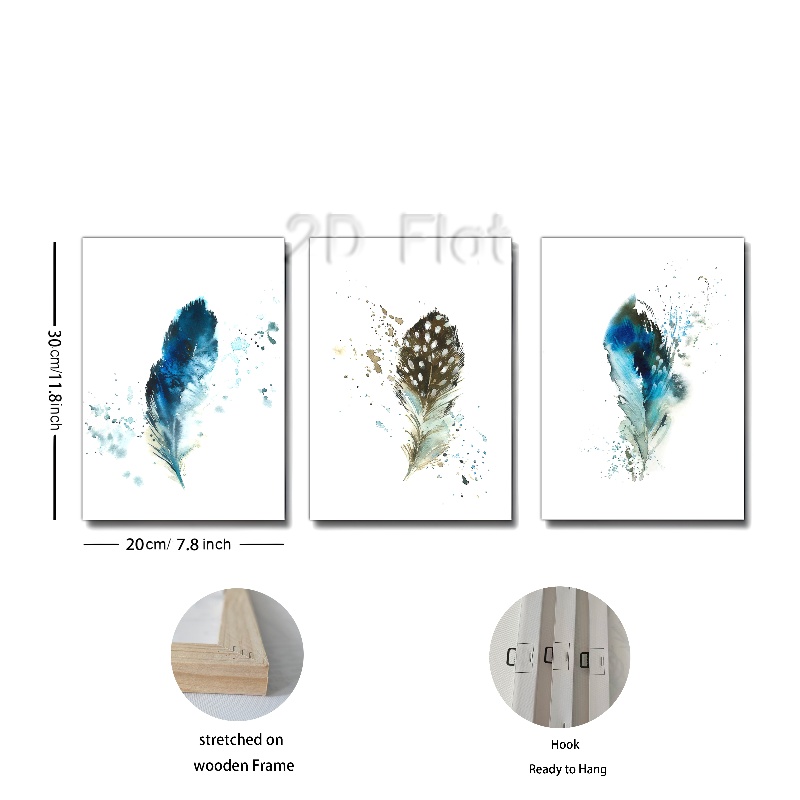 2D Flat
30cm/11.8inch
20cm/ 7.8 inch
stretched on
wooden Frame
Hook
Ready to Hang